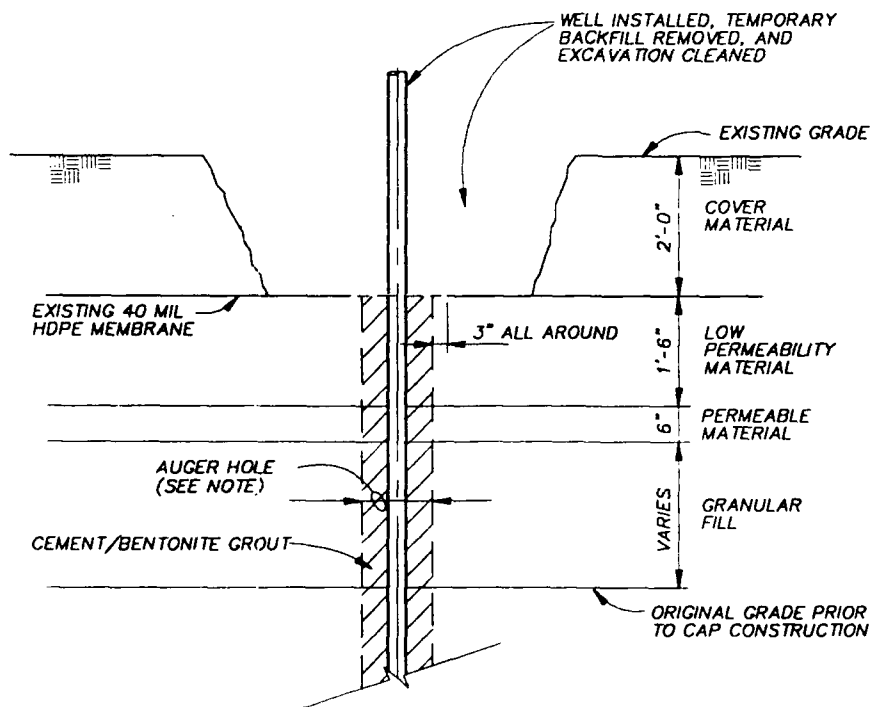 WELL INSTALLED, TEMPORARY
BACKFILL REMOVED, AND
EXCAVATION CLEANED
EXISTING GRADE
COVER
MATERIAL
2'-0"
EXISTING 40 MIL
HDPE MEMBRANE
3" ALL AROUND
LOW
PERMEABILITY
MATERIAL
1'-6"
PERMEABLE
MATERIAL
6"
AUGER HOLE
(SEE NOTE)
GRANULAR
FILL
VARIES
CEMENT/BENTONITE GROUT
ORIGINAL GRADE PRIOR
TO CAP CONSTRUCTION